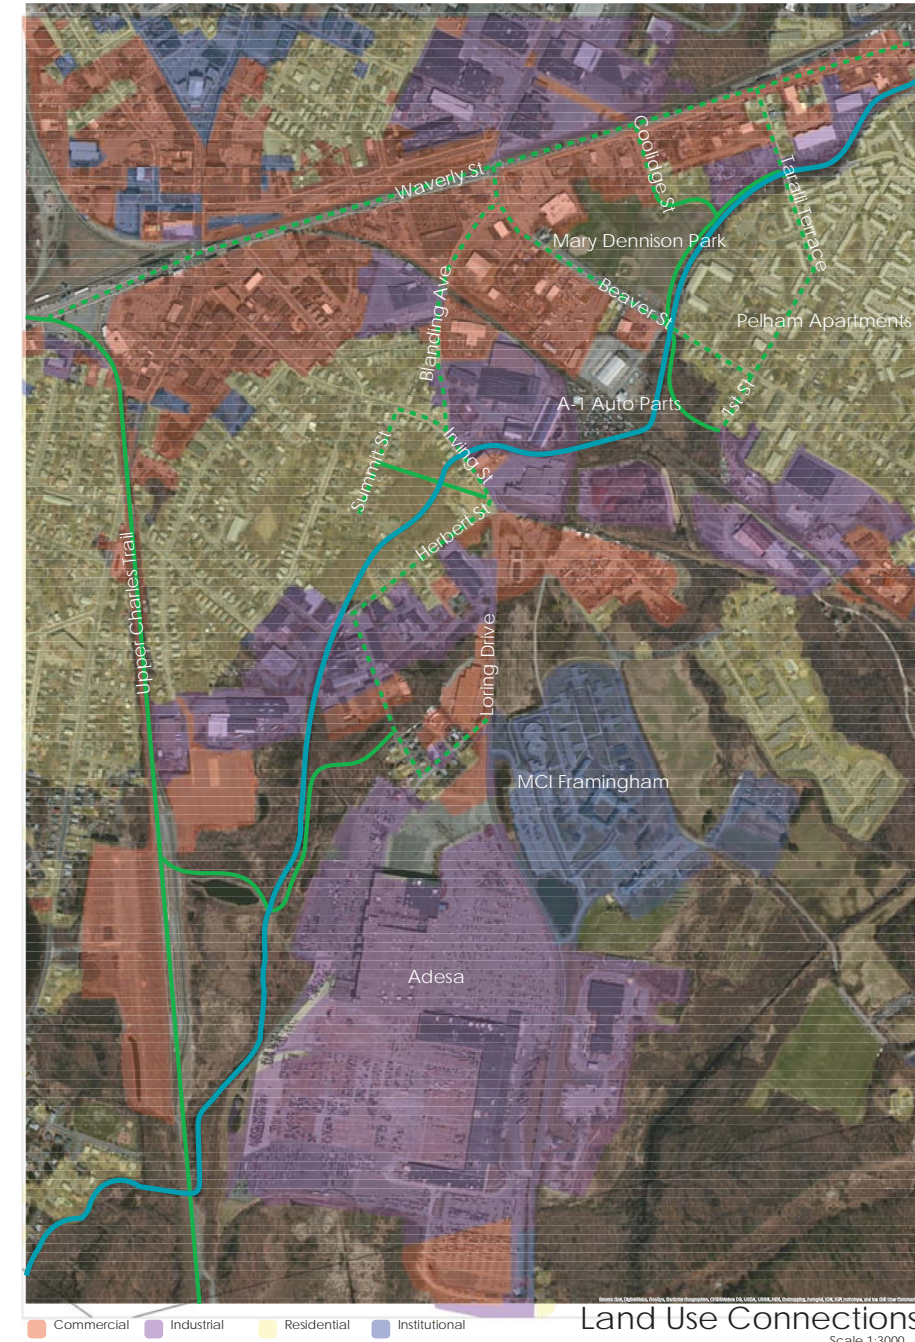 Coolidge St
Waverly St
Taralli Terrace
Mary Dennison Park
Beaver St
Blanding Ave
Pelham Apartments
1st St
A-1 Auto Parts
Summit St
Irving St
Herbert St
Upper Charles Trail
Loring Drive
MCI Framingham
Adesa
Commercial
Industrial
Residential
Institutional
Land Use Connections
Scale 1:3000